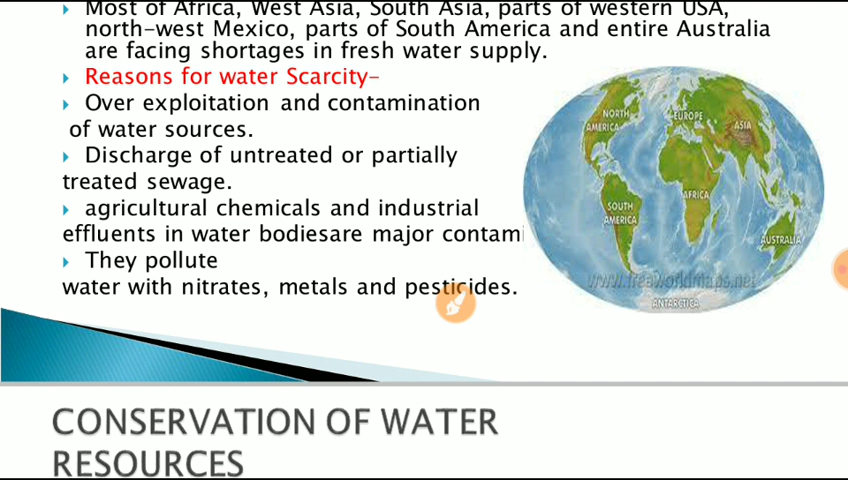 Most of Africa, West Asia, South Asia, parts of western USA,
north-west Mexico, parts of South America and entire Australia
are facing shortages in fresh water supply.
Reasons for water Scarcity-
Over exploitation and contamination
of water sources.
Discharge of untreated or partially
treated sewage.
agricultural chemicals and industrial
effluents in water bodiesare major contami
They pollute
water with nitrates, metals and pesticides.
NORTH
AMERICA
EUROPE
ASIA
AFRICA
SOUTH
AMERICA
AUSTRALIA
www.freeworldmaps.net
ANTARCTICA
CONSERVATION OF WATER
RESOURCES